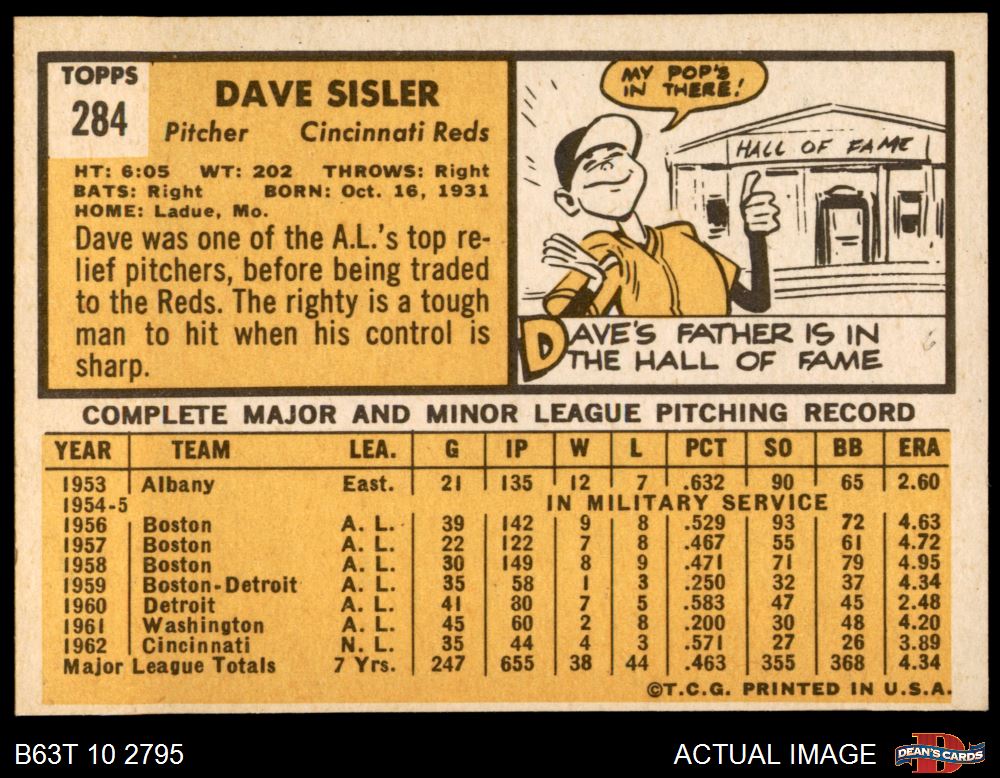 TOPPS
284
DAVE SISLER
Pitcher Cincinnati Reds
HT: 6:05 WT: 202 THROWS: Right
BATS: Right BORN: Oct. 16, 1931
HOME: Ladue, Mo.
Dave was one of the A.L.'s top re-
lief pitchers, before being traded
to the Reds. The righty is a tough
man to hit when his control is
sharp.
MY POP'S
IN THERE!
HALL OF FAME
DAVE'S FATHER IS IN
THE HALL OF FAME
6
COMPLETE MAJOR AND MINOR LEAGUE PITCHING RECORD
YEAR TEAM LEA. G IP W L PCT SO BB ERA
1953 Albany East. 21 135 12 7 .632 90 65 2.60
1954-5 IN MILITARY SERVICE
1956 Boston A. L. 39 142 9 8 .529 93 72 4.63
1957 Boston A. L. 22 122 7 8 .467 55 61 4.72
1958 Boston A. L. 30 149 8 9 .471 71 79 4.95
1959 Boston-Detroit A. L. 35 58 1 3 .250 32 37 4.34
1960 Detroit A. L. 41 80 7 5 .583 47 45 2.48
1961 Washington A. L. 45 60 2 8 .200 30 48 4.20
1962 Cincinnati N. L. 35 44 4 3 .571 27 26 3.89
Major League Totals 7 Yrs. 247 655 38 44 .463 355 368 4.34
©T.C.G. PRINTED IN U.S.A.
B63T 10 2795
ACTUAL IMAGE
D
DEAN'S CARDS